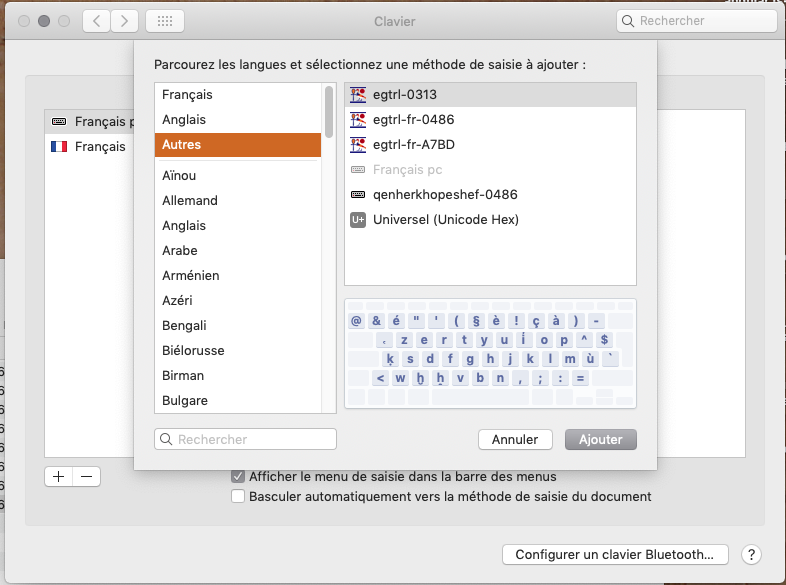 Clavier
Rechercher
Parcourez les langues et sélectionnez une méthode de saisie à ajouter :
Français p
Français
Français
Anglais
Autres
Aïnou
Allemand
Anglais
Arabe
Arménien
Azéri
Bengali
Biélorusse
Birman
Bulgare
egtrl-0313
egtrl-fr-0486
egtrl-fr-A7BD
Français pc
qenherkhopeshef-0486
U+ Universel (Unicode Hex)
@ & é " ' ( § è ! ç à ) -
z e r t y u i o p ^ $
ḳ s d f g h j k l m ù `
< w ẖ ḫ v b n , ; : =
Rechercher
Annuler
Ajouter
+ −
Afficher le menu de saisie dans la barre des menus
Basculer automatiquement vers la méthode de saisie du document
Configurer un clavier Bluetooth...
?